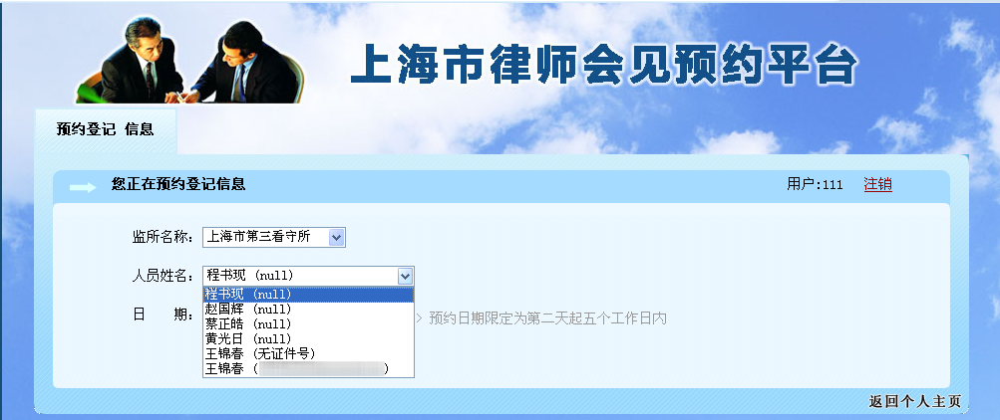 上海市律师会见预约平台
预约登记 信息
您正在预约登记信息 用户:111 注销
监所名称： 上海市第三看守所
人员姓名： 程书现 (null)
程书现 (null)
赵国辉 (null)
日 期： > 预约日期限定为第二天起五个工作日内
蔡正皓 (null)
黄光日 (null)
王锦春 (无证件号)
王锦春 ( )
返回个人主页